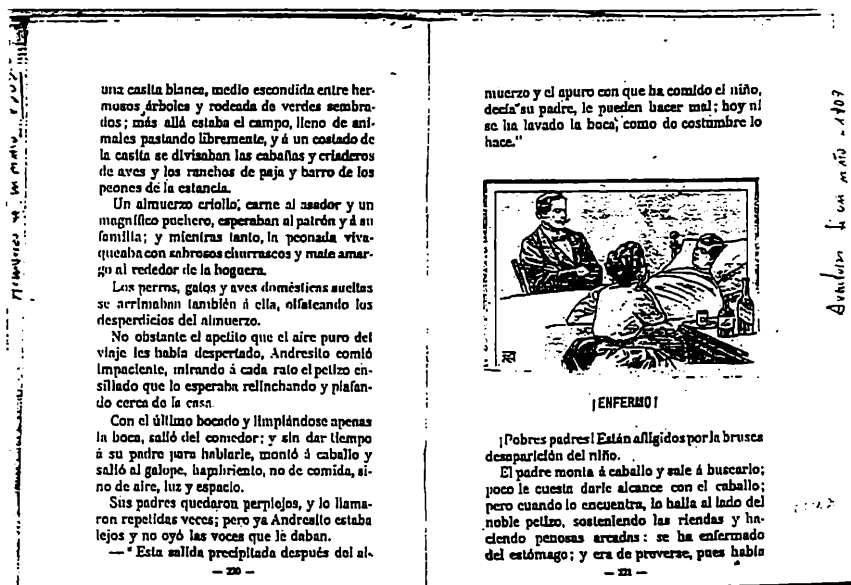 una casita blanca, medio escondida entre her-
mosos árboles y rodeada de verdes sembra-
dos; más allá estaba el campo, lleno de ani-
males pastando libremente, y á un costado de
la casita se divisaban las cabañas y criaderos
de aves y los ranchos de paja y barro de los
peones de la estancia.
Un almuerzo criollo, carne al asador y un
magnífico puchero, esperaban al patrón y á su
familia; y mientras tanto, la peonada viva-
queaba con sabrosos churrascos y mate amar-
go al rededor de la hoguera.
Los perros, gatos y aves domésticas sueltas
se arrimaban también á ella, olfateando los
desperdicios del almuerzo.
No obstante el apetito que el aire puro del
viaje les había despertado, Andresito comió
impaciente, mirando á cada rato el petizo en-
sillado que lo esperaba relinchando y piafan-
do cerca de la casa.
Con el último bocado y limpiándose apenas
la boca, salió del comedor; y sin dar tiempo
á su padre para hablarle, montó á caballo y
salió al galope, hambriento, no de comida, si-
no de aire, luz y espacio.
Sus padres quedaron perplejos, y lo llama-
ron repetidas veces; pero ya Andresito estaba
lejos y no oyó las voces que le daban.
—"Esta salida precipitada después del al-
— 220 —
muerzo y el apuro con que ha comido el niño,
decía su padre, le pueden hacer mal; hoy ni
se ha lavado la boca, como de costumbre lo
hace."
¡ENFERMO!
¡Pobres padres! Están afligidos por la brusca
desaparición del niño.
El padre monta á caballo y sale á buscarlo;
poco le cuesta darle alcance con el caballo;
pero cuando lo encuentra, lo halla al lado del
noble petizo, sosteniendo las riendas y ha-
ciendo penosas arcadas: se ha enfermado
del estómago; y era de preverse, pues había
— 221 —